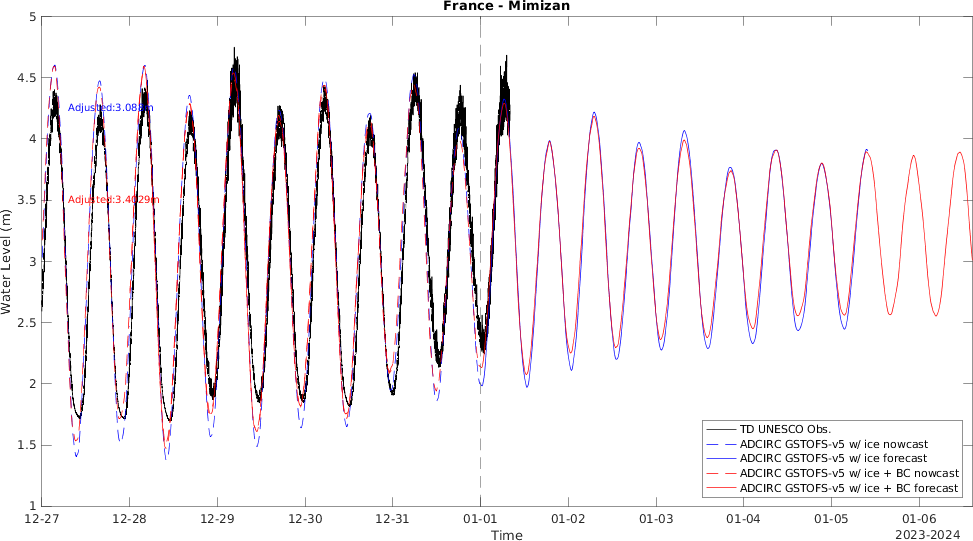 France - Mimizan
5
4.5
4
3.5
3
2.5
2
1.5
1
Water Level (m)
Adjusted:3.088m
Adjusted:3.4029m
TD UNESCO Obs.
ADCIRC GSTOFS-v5 w/ ice nowcast
ADCIRC GSTOFS-v5 w/ ice forecast
ADCIRC GSTOFS-v5 w/ ice + BC nowcast
ADCIRC GSTOFS-v5 w/ ice + BC forecast
12-27 12-28 12-29 12-30 12-31 01-01 01-02 01-03 01-04 01-05 01-06
Time
2023-2024